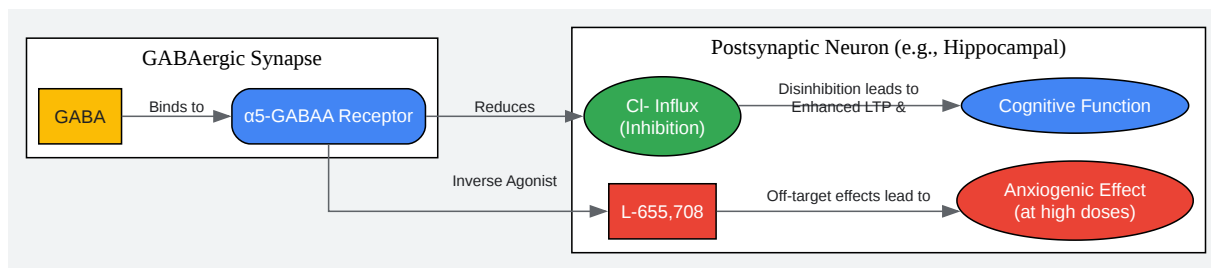 GABAergic Synapse
GABA
Binds to
α5-GABAA Receptor
Reduces
Inverse Agonist
Postsynaptic Neuron (e.g., Hippocampal)
Cl- Influx
(Inhibition)
Disinhibition leads to
Enhanced LTP &
Cognitive Function
L-655,708
Off-target effects lead to
Anxiogenic Effect
(at high doses)